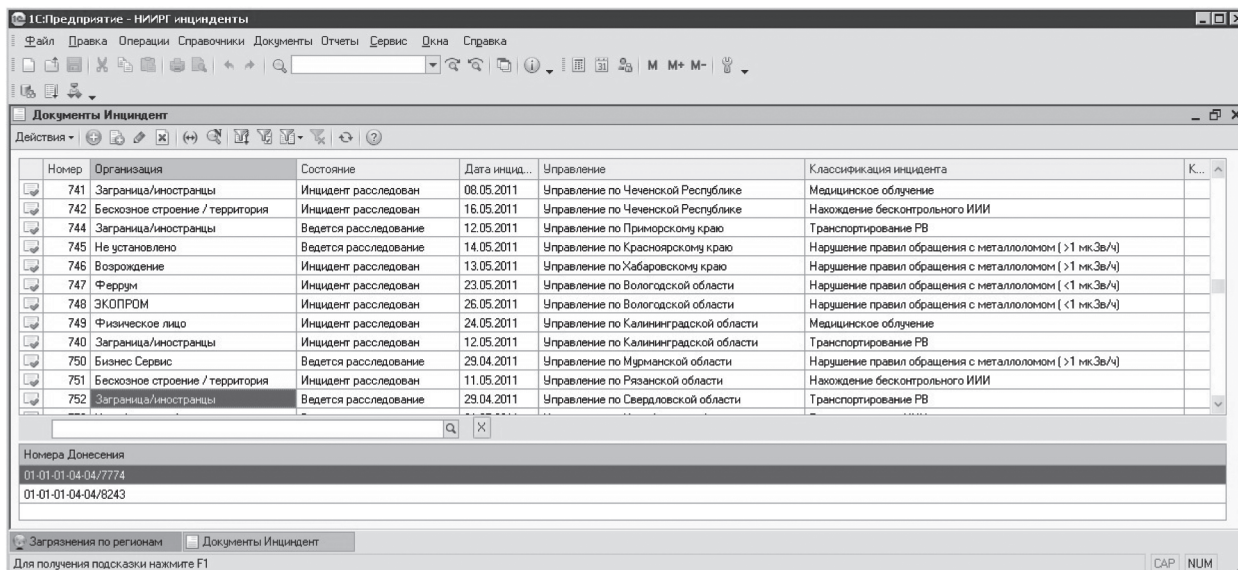 1С:Предприятие - НИИРГ инцинденты
Файл Правка Операции Справочники Документы Отчеты Сервис Окна Справка
M M+ M-
Документы Инциндент
Действия
Номер Организация Состояние Дата инцид... Управление Классификация инцидента К...
741 Заграница/иностранцы Инцидент расследован 08.05.2011 Управление по Чеченской Республике Медицинское облучение
742 Бесхозное строение / территория Инцидент расследован 16.05.2011 Управление по Чеченской Республике Нахождение бесконтрольного ИИИ
744 Заграница/иностранцы Ведется расследование 12.05.2011 Управление по Приморскому краю Транспортирование РВ
745 Не установлено Ведется расследование 14.05.2011 Управление по Красноярскому краю Нарушение правил обращения с металлоломом ( >1 мкЗв/ч)
746 Возрождение Инцидент расследован 13.05.2011 Управление по Хабаровскому краю Нарушение правил обращения с металлоломом ( >1 мкЗв/ч)
747 Феррум Инцидент расследован 23.05.2011 Управление по Вологодской области Нарушение правил обращения с металлоломом ( <1 мкЗв/ч)
748 ЭКОПРОМ Инцидент расследован 26.05.2011 Управление по Вологодской области Нарушение правил обращения с металлоломом ( <1 мкЗв/ч)
749 Физическое лицо Инцидент расследован 24.05.2011 Управление по Калининградской области Медицинское облучение
740 Заграница/иностранцы Инцидент расследован 12.05.2011 Управление по Калининградской области Транспортирование РВ
750 Бизнес Сервис Ведется расследование 29.04.2011 Управление по Мурманской области Нарушение правил обращения с металлоломом ( >1 мкЗв/ч)
751 Бесхозное строение / территория Инцидент расследован 11.05.2011 Управление по Рязанской области Нахождение бесконтрольного ИИИ
752 Заграница/иностранцы Ведется расследование 29.04.2011 Управление по Свердловской области Транспортирование РВ
Номера Донесения
01-01-01-04-04/7774
01-01-01-04-04/8243
Загрязнения по регионам Документы Инциндент
Для получения подсказки нажмите F1 CAP NUM